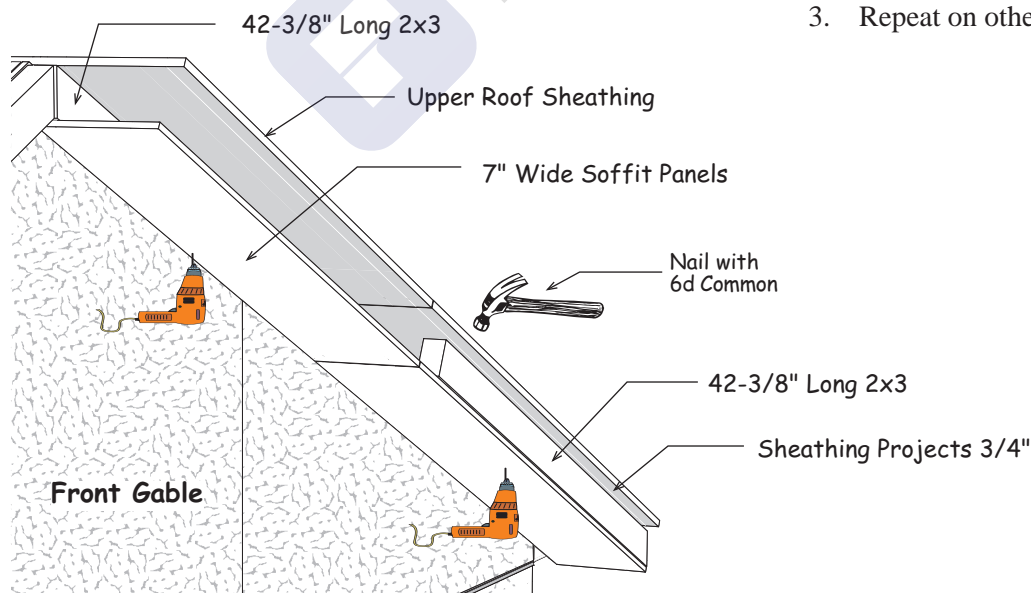 42-3/8" Long 2x3
3. Repeat on othe
Upper Roof Sheathing
7" Wide Soffit Panels
Nail with
6d Common
42-3/8" Long 2x3
Sheathing Projects 3/4"
Front Gable